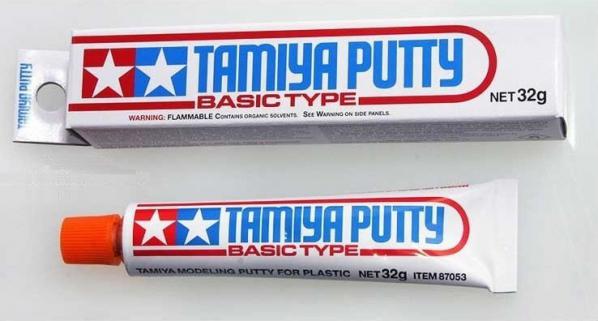 TAMIYA PUTTY
TAMIYA PUTTY
BASIC TYPE
NET 32g
WARNING: FLAMMABLE CONTAINS ORGANIC SOLVENTS. SEE WARNING ON SIDE PANELS.
TAMIYA PUTTY
BASIC TYPE
TAMIYA MODELING PUTTY FOR PLASTIC NET 32g ITEM 87053